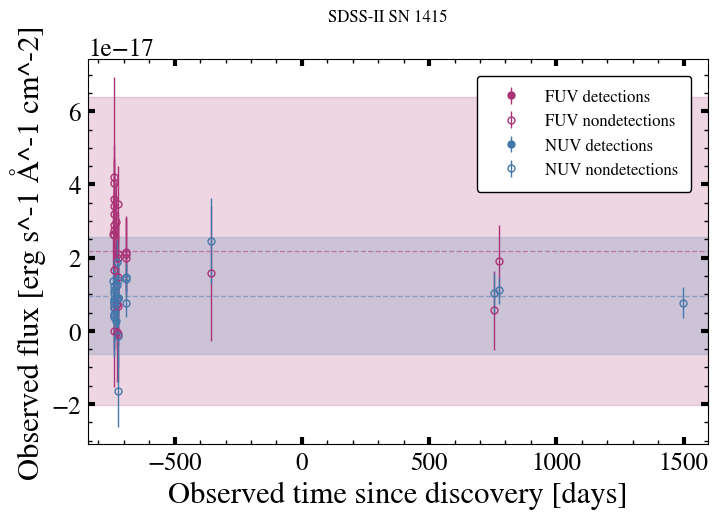 SDSS-II SN 1415
1e−17
Observed flux [erg s^-1 Å^-1 cm^-2]
6
4
2
0
−2
FUV detections
FUV nondetections
NUV detections
NUV nondetections
−500 0 500 1000 1500
Observed time since discovery [days]